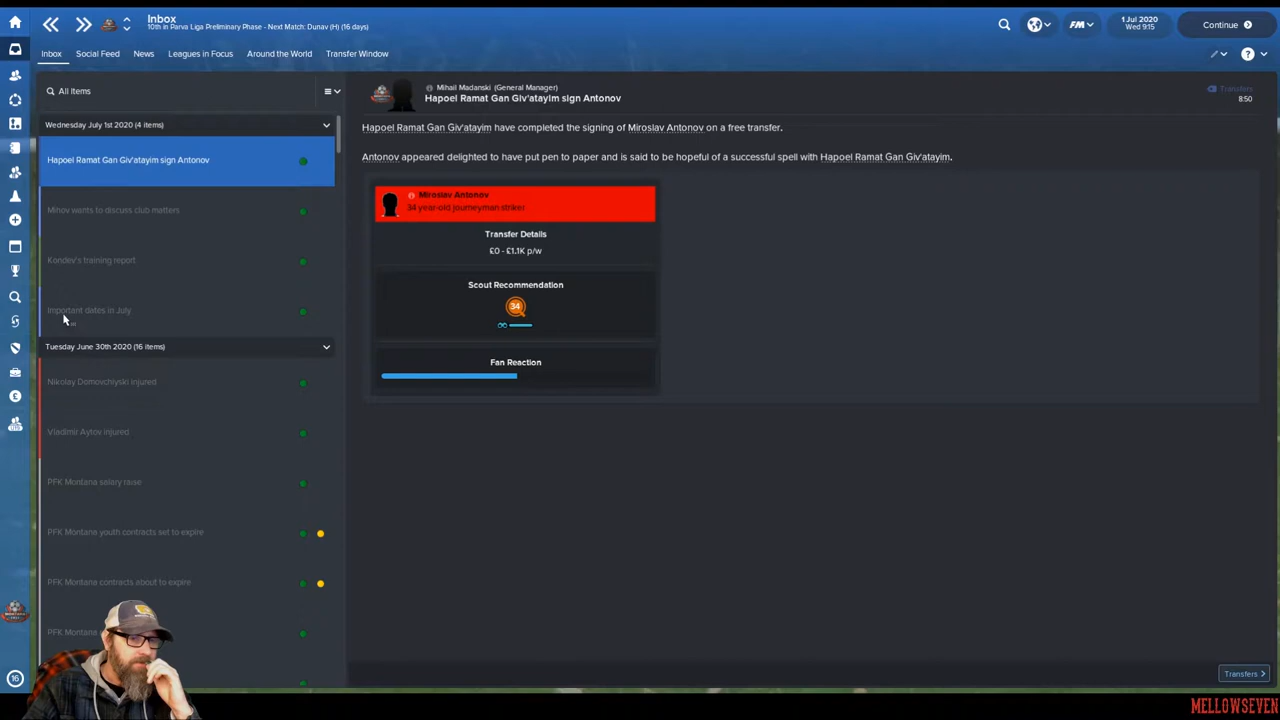 Inbox
10th in Parva Liga Preliminary Phase - Next Match: Dunav (H) (16 days)
FM
1 Jul 2020
Wed 9:15
Continue
Inbox
Social Feed
News
Leagues in Focus
Around the World
Transfer Window
All Items
Wednesday July 1st 2020 (4 items)
Hapoel Ramat Gan Giv'atayim sign Antonov
Mihov wants to discuss club matters
Kondev's training report
Important dates in July
Tuesday June 30th 2020 (16 items)
Nikolay Domovchiyski injured
Vladimir Aytov injured
PFK Montana salary raise
PFK Montana youth contracts set to expire
PFK Montana contracts about to expire
PFK Montana
Mihail Madanski (General Manager)
Hapoel Ramat Gan Giv'atayim sign Antonov
Transfers
8:50
Hapoel Ramat Gan Giv'atayim have completed the signing of Miroslav Antonov on a free transfer.
Antonov appeared delighted to have put pen to paper and is said to be hopeful of a successful spell with Hapoel Ramat Gan Giv'atayim.
Miroslav Antonov
34 year-old journeyman striker
Transfer Details
£0 - £1.1K p/w
Scout Recommendation
34
Fan Reaction
Transfers
16
MELLOWSEVEN